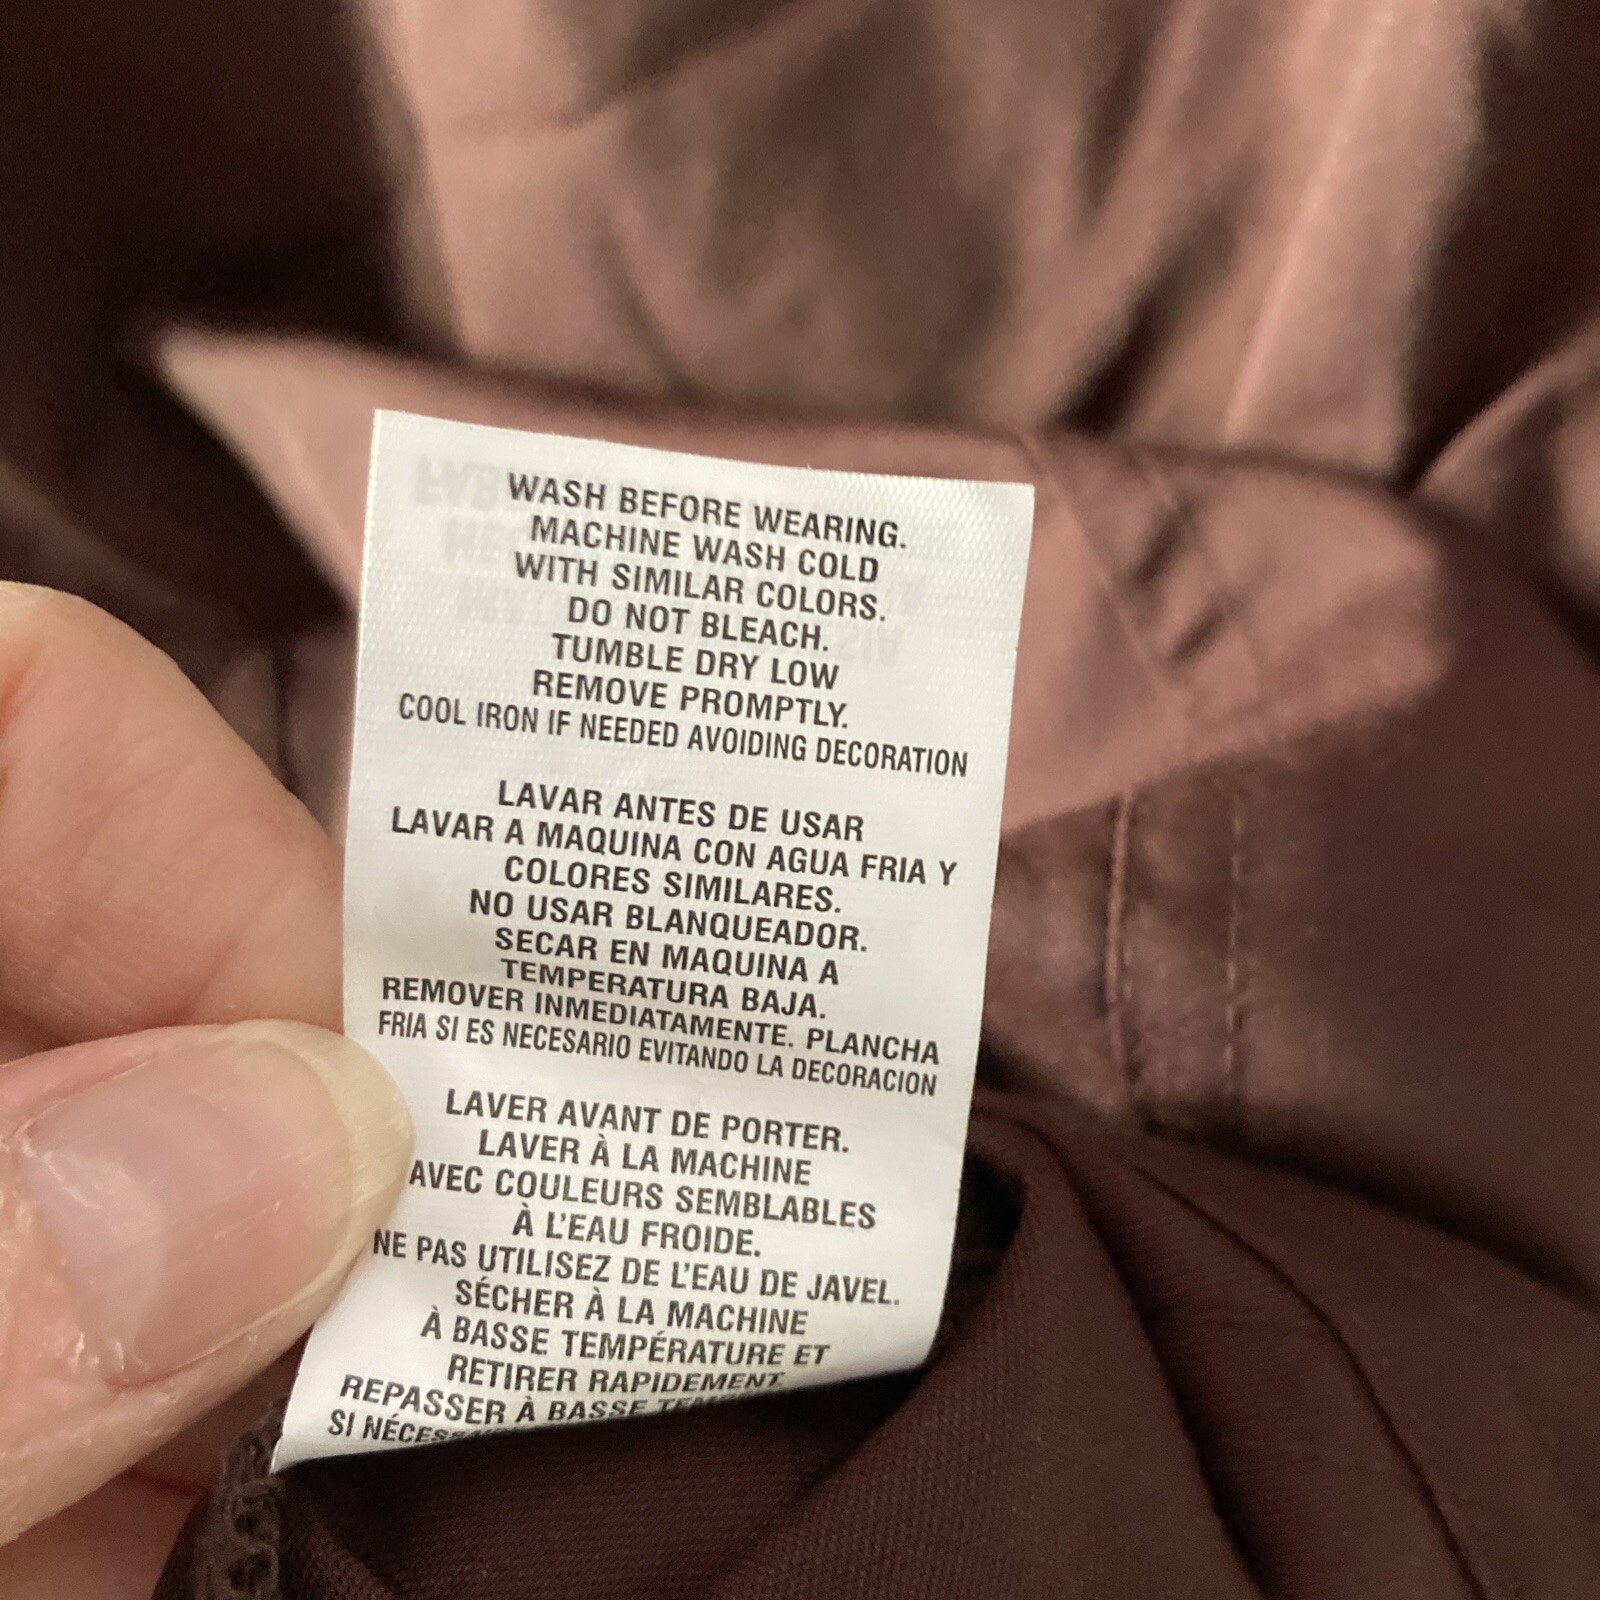 WASH BEFORE WEARING.
MACHINE WASH COLD
WITH SIMILAR COLORS.
DO NOT BLEACH.
TUMBLE DRY LOW
REMOVE PROMPTLY.
COOL IRON IF NEEDED AVOIDING DECORATION
LAVAR ANTES DE USAR
LAVAR A MAQUINA CON AGUA FRIA Y
COLORES SIMILARES.
NO USAR BLANQUEADOR.
SECAR EN MAQUINA A
TEMPERATURA BAJA.
REMOVER INMEDIATAMENTE. PLANCHA
FRIA SI ES NECESARIO EVITANDO LA DECORACION
LAVER AVANT DE PORTER.
LAVER À LA MACHINE
AVEC COULEURS SEMBLABLES
À L'EAU FROIDE.
NE PAS UTILISEZ DE L'EAU DE JAVEL.
SÉCHER À LA MACHINE
À BASSE TEMPÉRATURE ET
RETIRER RAPIDEMENT.
REPASSER À BASSE
SI